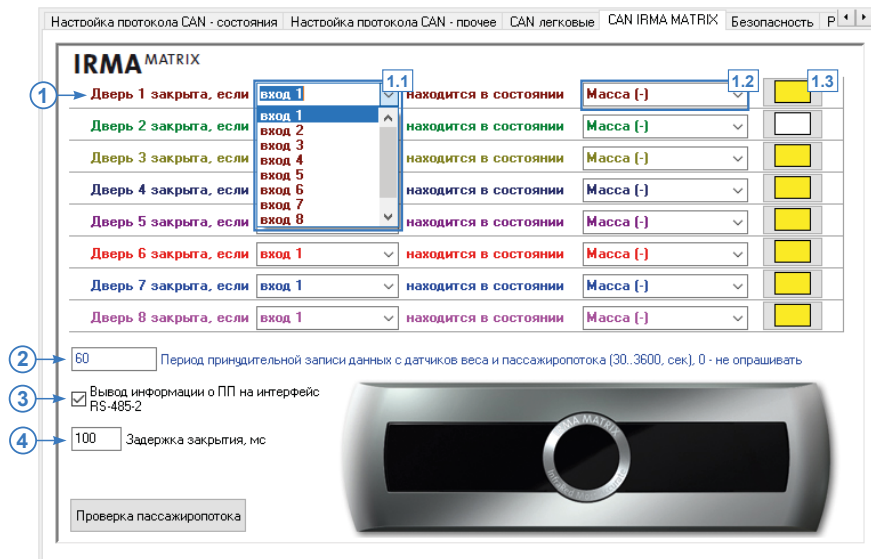 Настройка протокола CAN - состояния Настройка протокола CAN - прочее CAN легковые CAN IRMA MATRIX Безопасность Р
IRMA MATRIX
1 Дверь 1 закрыта, если вход 1 1.1 находится в состоянии Масса (-) 1.2 1.3
вход 1
вход 2
вход 3
вход 4
вход 5
вход 6
вход 7
вход 8
Дверь 2 закрыта, если находится в состоянии Масса (-)
Дверь 3 закрыта, если находится в состоянии Масса (-)
Дверь 4 закрыта, если находится в состоянии Масса (-)
Дверь 5 закрыта, если находится в состоянии Масса (-)
Дверь 6 закрыта, если вход 1 находится в состоянии Масса (-)
Дверь 7 закрыта, если вход 1 находится в состоянии Масса (-)
Дверь 8 закрыта, если вход 1 находится в состоянии Масса (-)
2 60 Период принудительной записи данных с датчиков веса и пассажиропотока (30..3600, сек), 0 - не опрашивать
3 Вывод информации о ПП на интерфейс
RS-485-2
4 100 Задержка закрытия, мс
IRMA MATRIX
Проверка пассажиропотока